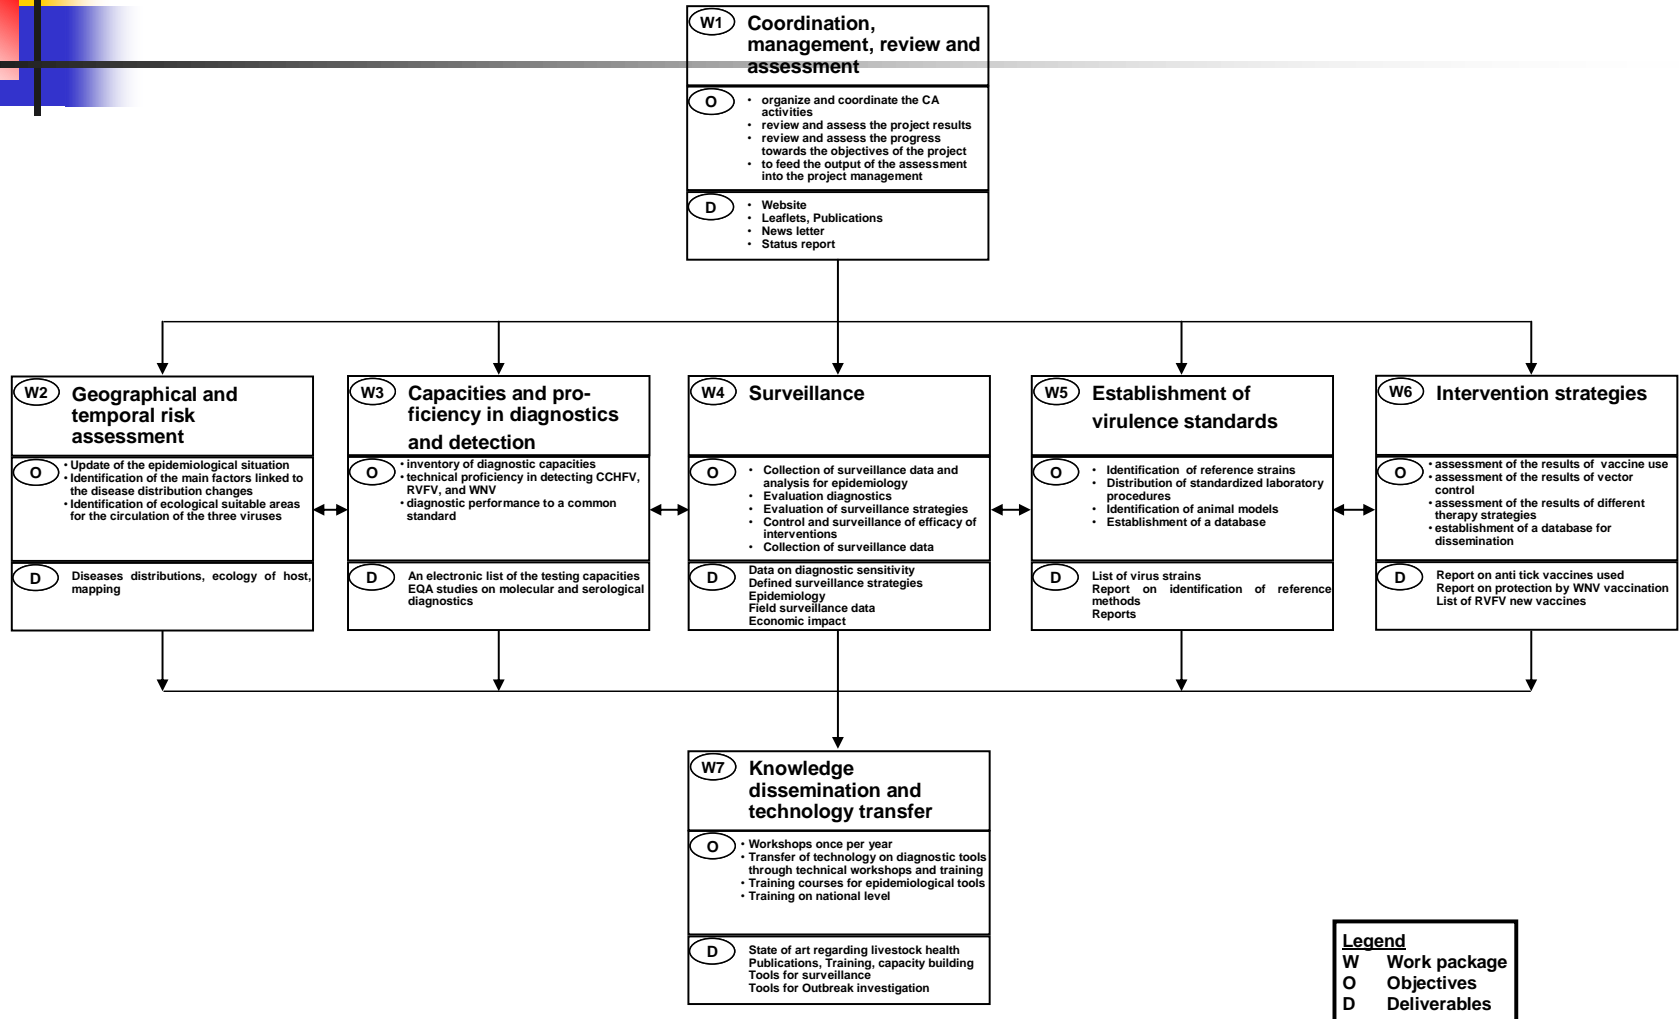 W1 Coordination,
management, review and
assessment
O • organize and coordinate the CA
activities
• review and assess the project results
• review and assess the progress
towards the objectives of the project
• to feed the output of the assessment
into the project management
D • Website
• Leaflets, Publications
• News letter
• Status report
W2 Geographical and
temporal risk
assessment
O • Update of the epidemiological situation
• Identification of the main factors linked to
the disease distribution changes
• Identification of ecological suitable areas
for the circulation of the three viruses
D Diseases distributions, ecology of host,
mapping
W3 Capacities and pro-
ficiency in diagnostics
and detection
O • inventory of diagnostic capacities
• technical proficiency in detecting CCHFV,
RVFV, and WNV
• diagnostic performance to a common
standard
D An electronic list of the testing capacities
EQA studies on molecular and serological
diagnostics
W4 Surveillance
O • Collection of surveillance data and
analysis for epidemiology
• Evaluation diagnostics
• Evaluation of surveillance strategies
• Control and surveillance of efficacy of
interventions
• Collection of surveillance data
D Data on diagnostic sensitivity
Defined surveillance strategies
Epidemiology
Field surveillance data
Economic impact
W5 Establishment of
virulence standards
O • Identification of reference strains
• Distribution of standardized laboratory
procedures
• Identification of animal models
• Establishment of a database
D List of virus strains
Report on identification of reference
methods
Reports
W6 Intervention strategies
O • assessment of the results of vaccine use
• assessment of the results of vector
control
• assessment of the results of different
therapy strategies
• establishment of a database for
dissemination
D Report on anti tick vaccines used
Report on protection by WNV vaccination
List of RVFV new vaccines
W7 Knowledge
dissemination and
technology transfer
O • Workshops once per year
• Transfer of technology on diagnostic tools
through technical workshops and training
• Training courses for epidemiological tools
• Training on national level
D State of art regarding livestock health
Publications, Training, capacity building
Tools for surveillance
Tools for Outbreak investigation
Legend
W Work package
O Objectives
D Deliverables